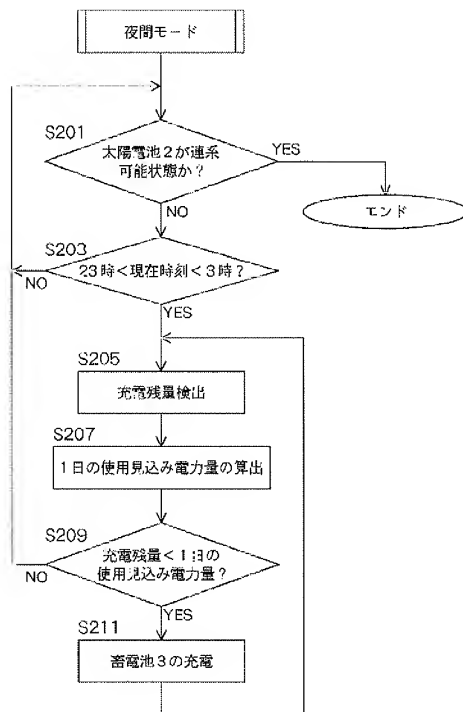 夜間モード
S201
太陽電池2が連系
可能状態か？
YES
NO
エンド
S203
23時＜現在時刻＜3時？
NO
YES
S205
充電残量検出
S207
1日の使用見込み電力量の算出
S209
充電残量＜1日の
使用見込み電力量？
NO
YES
S211
蓄電池3の充電